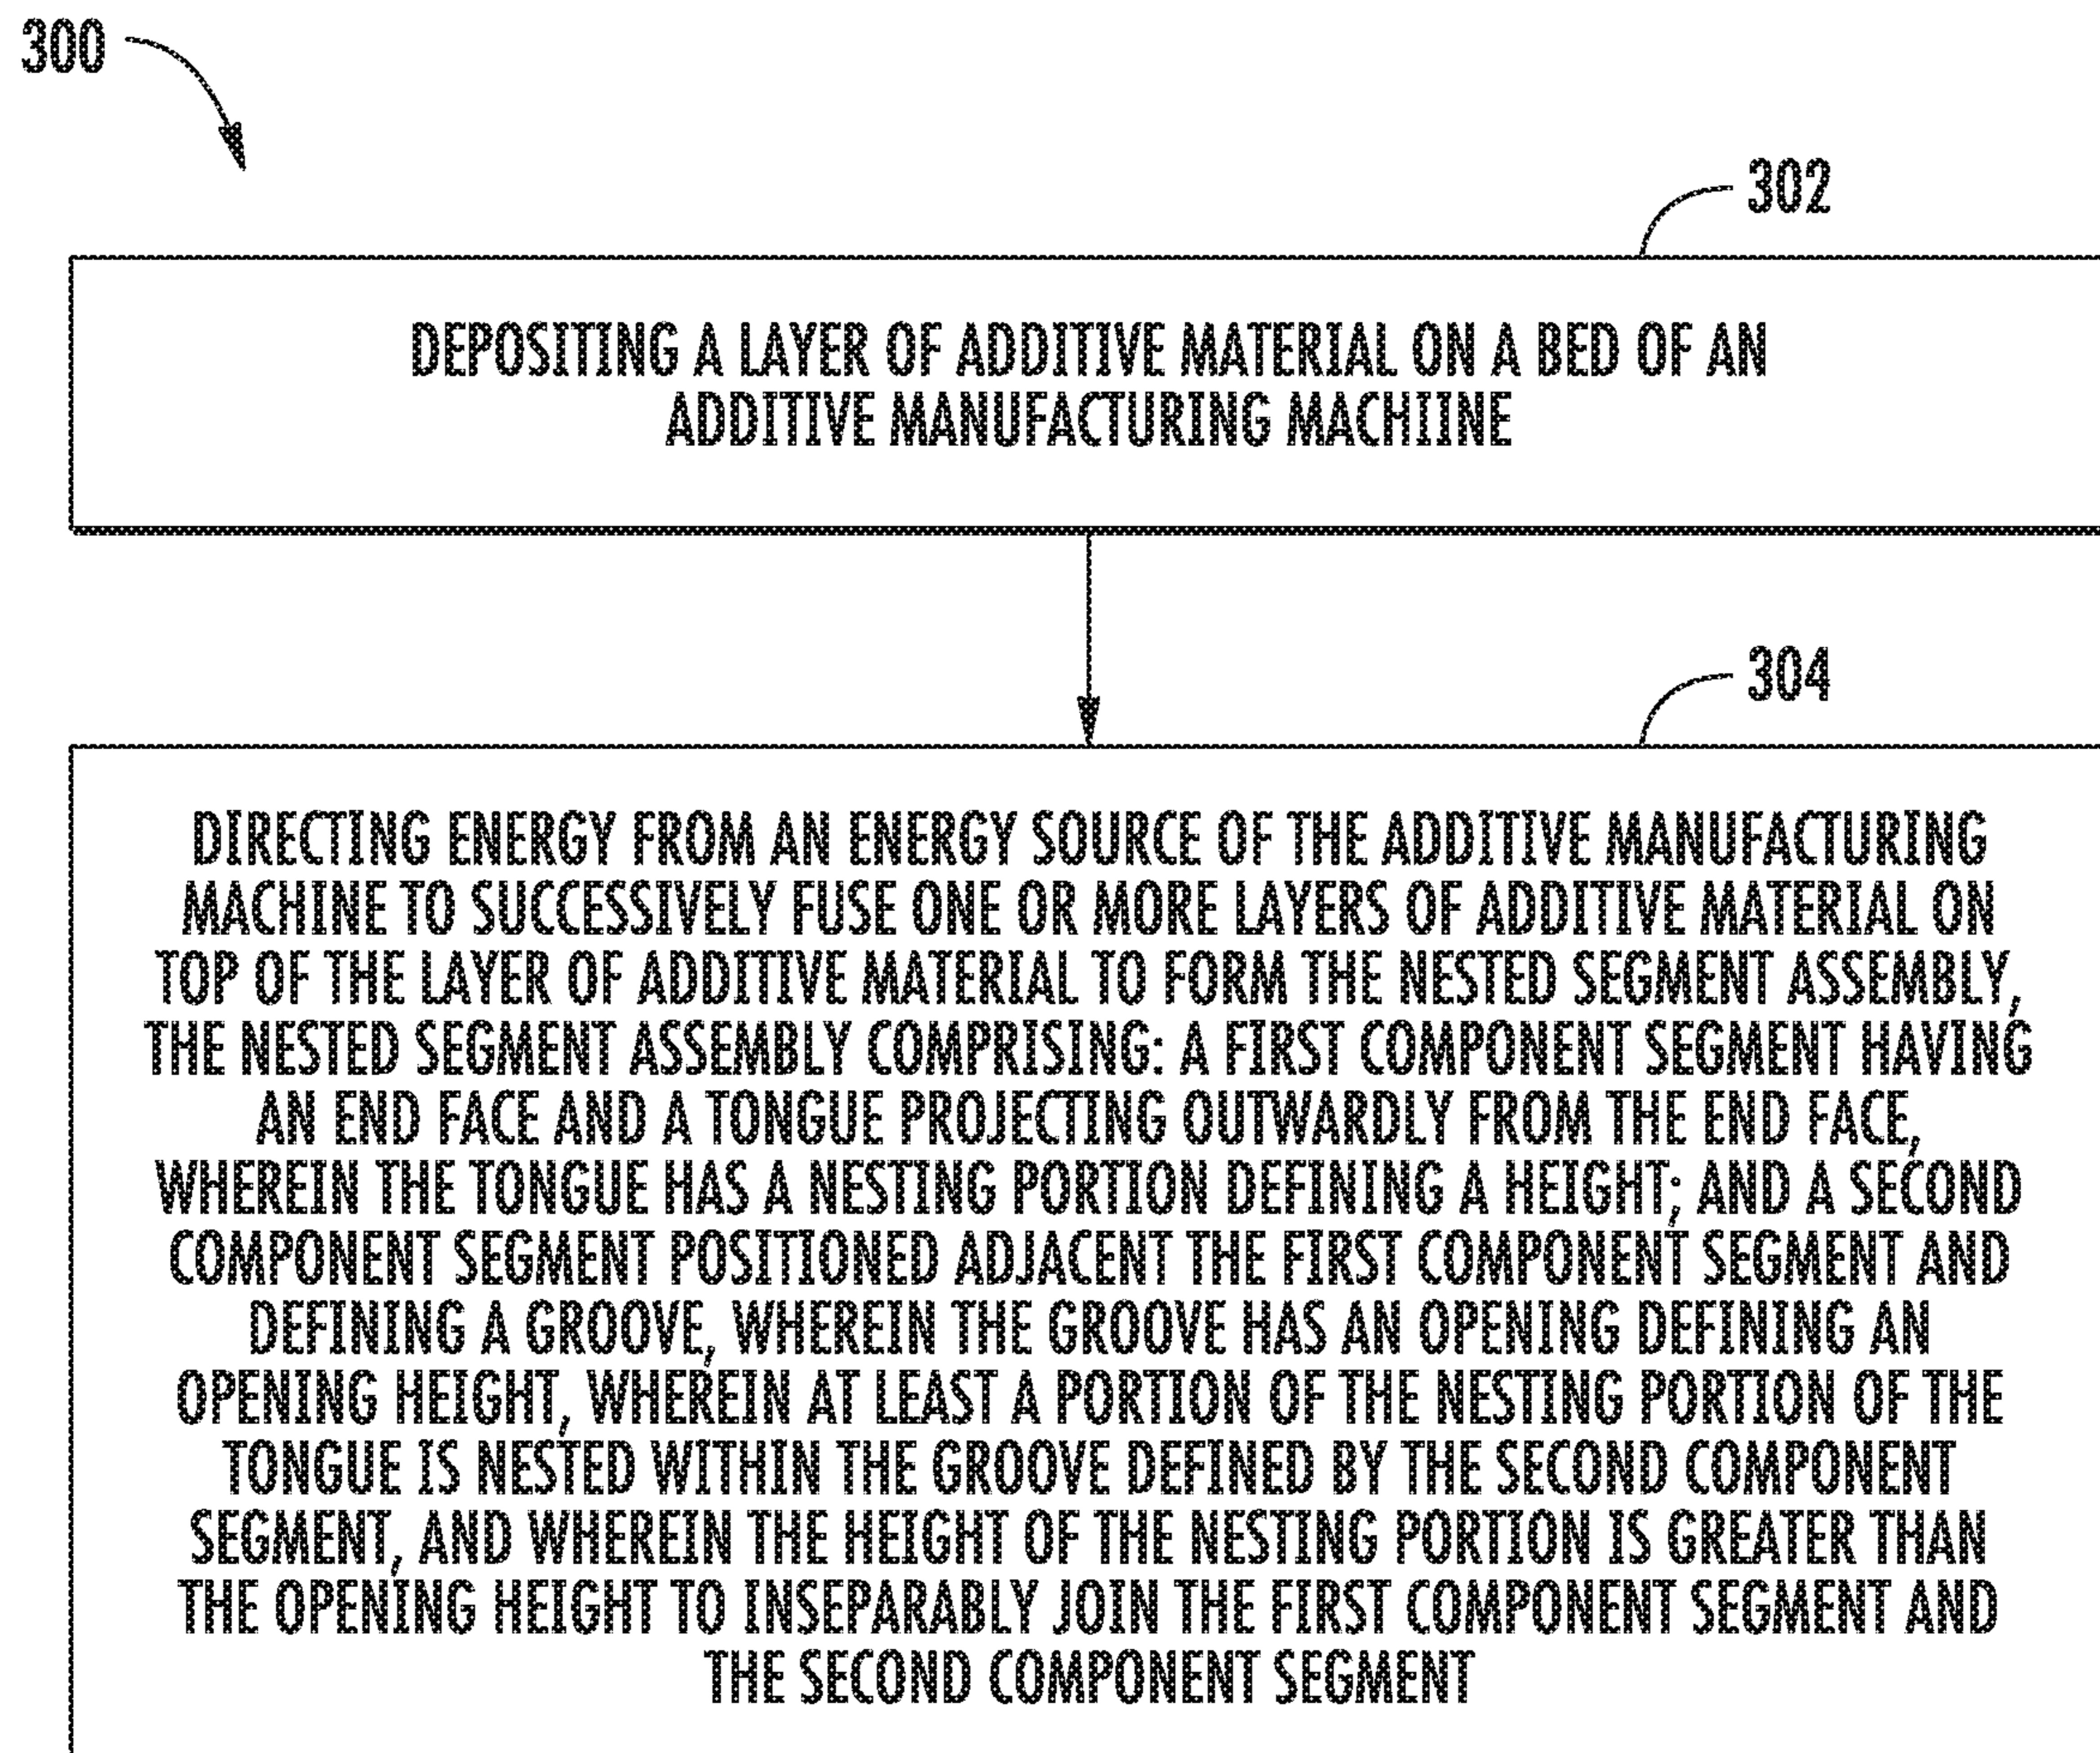 300
302
DEPOSITING A LAYER OF ADDITIVE MATERIAL ON A BED OF AN
ADDITIVE MANUFACTURING MACHIINE
304
DIRECTING ENERGY FROM AN ENERGY SOURCE OF THE ADDITIVE MANUFACTURING
MACHINE TO SUCCESSIVELY FUSE ONE OR MORE LAYERS OF ADDITIVE MATERIAL ON
TOP OF THE LAYER OF ADDITIVE MATERIAL TO FORM THE NESTED SEGMENT ASSEMBLY,
THE NESTED SEGMENT ASSEMBLY COMPRISING: A FIRST COMPONENT SEGMENT HAVING
AN END FACE AND A TONGUE PROJECTING OUTWARDLY FROM THE END FACE,
WHEREIN THE TONGUE HAS A NESTING PORTION DEFINING A HEIGHT; AND A SECOND
COMPONENT SEGMENT POSITIONED ADJACENT THE FIRST COMPONENT SEGMENT AND
DEFINING A GROOVE, WHEREIN THE GROOVE HAS AN OPENING DEFINING AN
OPENING HEIGHT, WHEREIN AT LEAST A PORTION OF THE NESTING PORTION OF THE
TONGUE IS NESTED WITHIN THE GROOVE DEFINED BY THE SECOND COMPONENT
SEGMENT, AND WHEREIN THE HEIGHT OF THE NESTING PORTION IS GREATER THAN
THE OPENING HEIGHT TO INSEPARABLY JOIN THE FIRST COMPONENT SEGMENT AND
THE SECOND COMPONENT SEGMENT